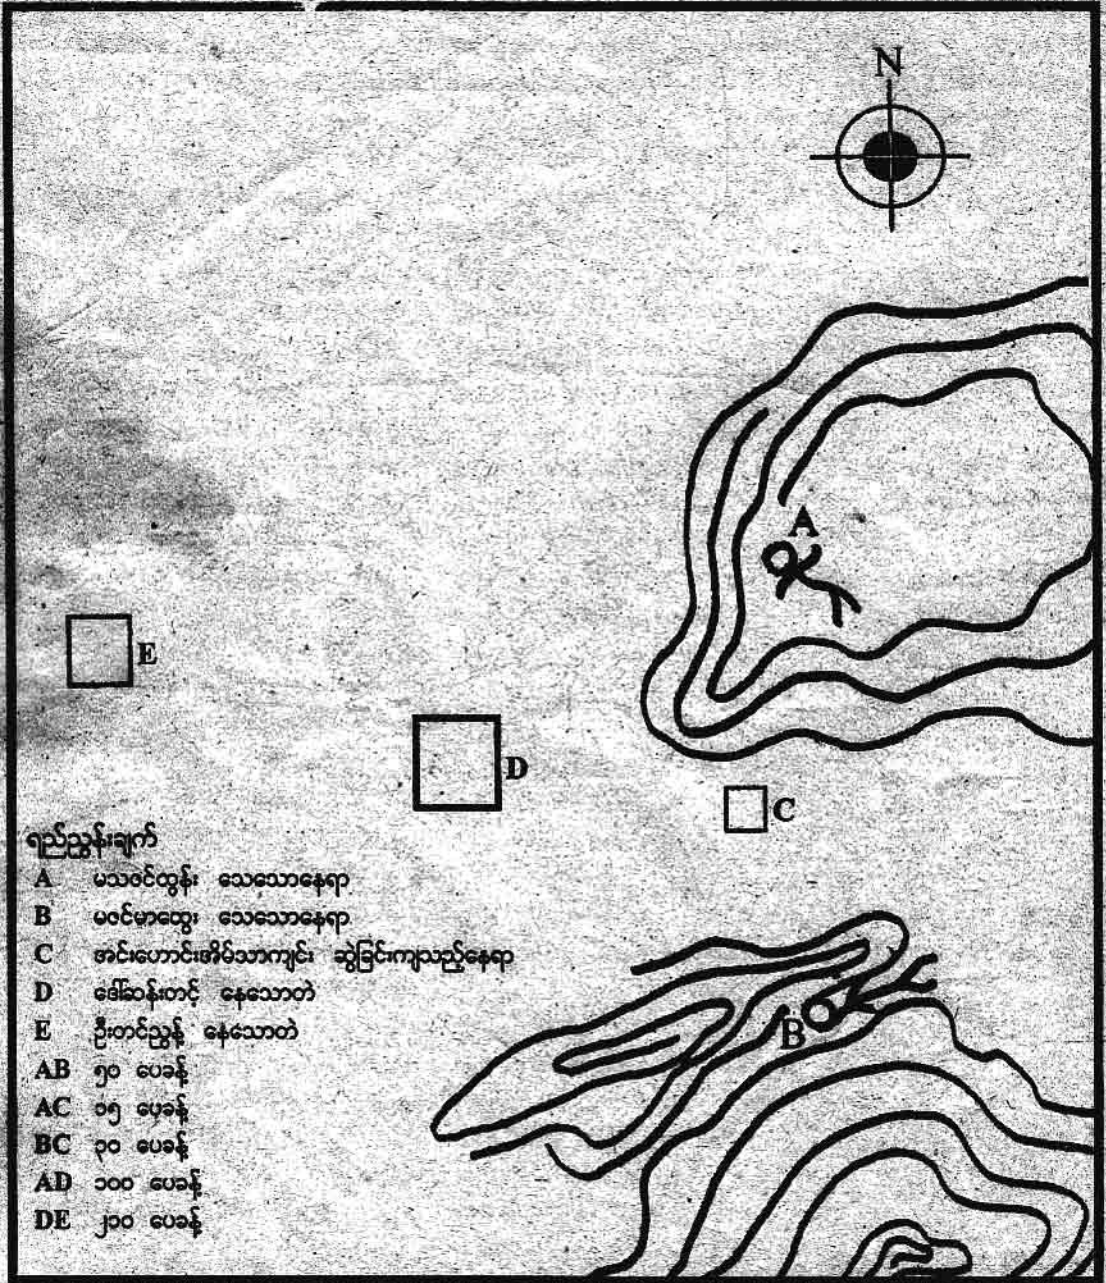 N
A
E
D
C
B
ရည်ညွှန်းချက်
A မသဇင်ထွန်း သေသောနေရာ
B မဇင်မာထွေး သေသောနေရာ
C အင်းဟောင်းအိမ်သာကျင်း ဆွဲခြင်းကျသည့်နေရာ
D ဒေါ်ဆန်းတင့် နေသောတဲ
E ဦးတင်ညွန့် နေသောတဲ
AB ၅၀ ပေခန့်
AC ၁၅ ပေခန့်
BC ၃၀ ပေခန့်
AD ၁၀၀ ပေခန့်
DE ၂၁၀ ပေခန့်